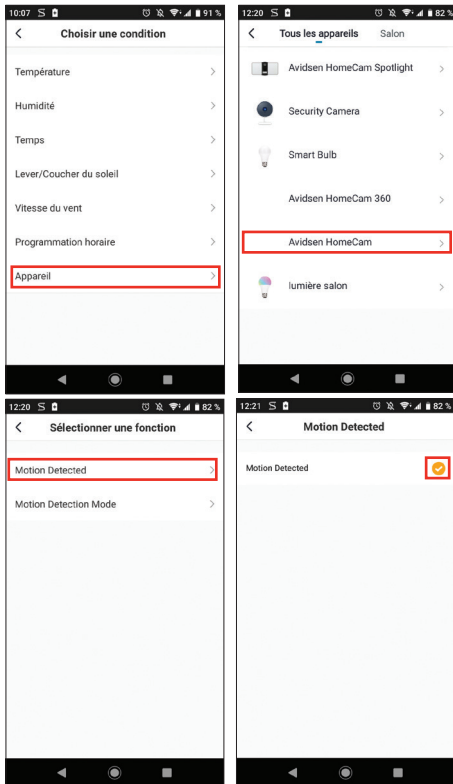 10:07 S 91 %
Choisir une condition
Température
Humidité
Temps
Lever/Coucher du soleil
Vitesse du vent
Programmation horaire
Appareil
12:20 S 82 %
Tous les appareils Salon
Avidsen HomeCam Spotlight
Security Camera
Smart Bulb
Avidsen HomeCam 360
Avidsen HomeCam
lumière salon
12:20 S 82 %
Sélectionner une fonction
Motion Detected
Motion Detection Mode
12:21 S 82 %
Motion Detected
Motion Detected